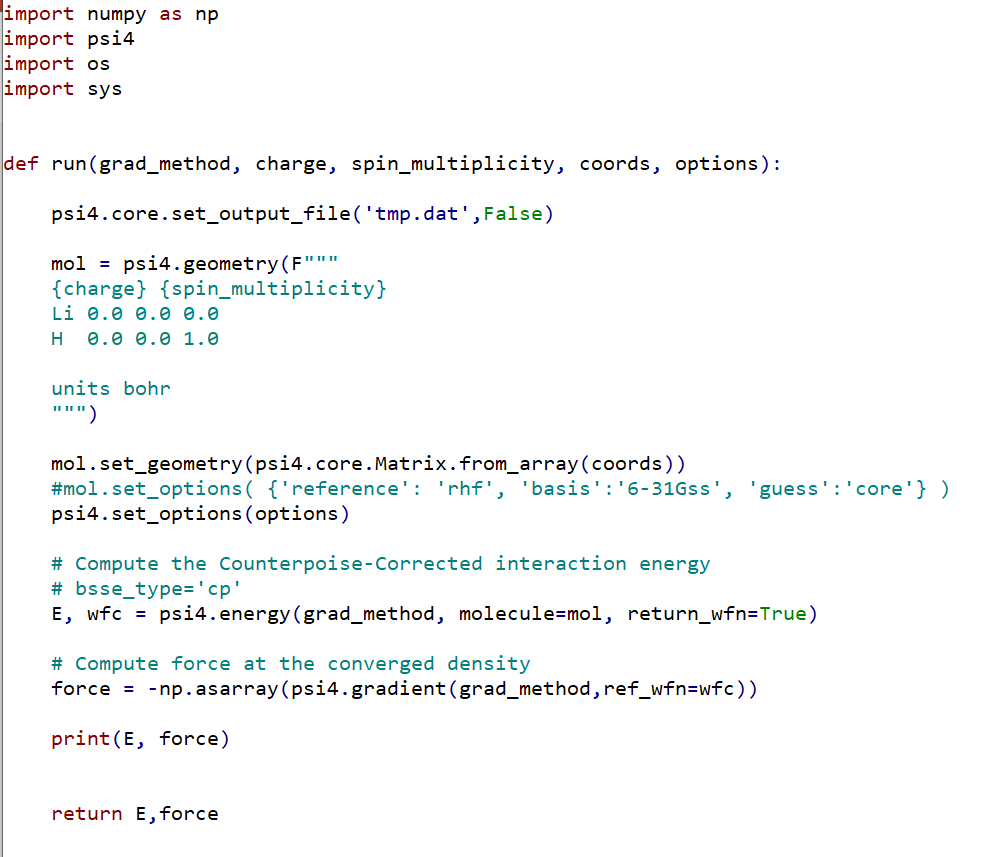 import numpy as np
import psi4
import os
import sys
def run(grad_method, charge, spin_multiplicity, coords, options):
    psi4.core.set_output_file('tmp.dat',False)
    mol = psi4.geometry(F"""
    {charge} {spin_multiplicity}
    Li 0.0 0.0 0.0
    H  0.0 0.0 1.0
    units bohr
    """)
    mol.set_geometry(psi4.core.Matrix.from_array(coords))
    #mol.set_options( {'reference': 'rhf', 'basis':'6-31Gss', 'guess':'core'} )
    psi4.set_options(options)
    # Compute the Counterpoise-Corrected interaction energy
    # bsse_type='cp'
    E, wfc = psi4.energy(grad_method, molecule=mol, return_wfn=True)
    # Compute force at the converged density
    force = -np.asarray(psi4.gradient(grad_method,ref_wfn=wfc))
    print(E, force)
    return E,force